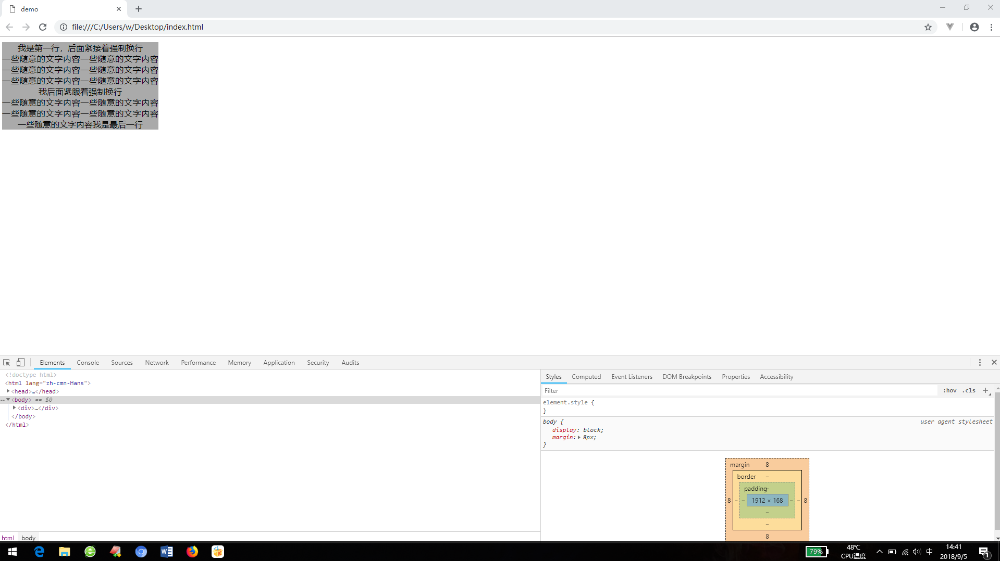 demo
file:///C:/Users/w/Desktop/index.html
我是第一行，后面紧接着强制换行
一些随意的文字内容一些随意的文字内容
一些随意的文字内容一些随意的文字内容
一些随意的文字内容一些随意的文字内容
我后面紧跟着强制换行
一些随意的文字内容一些随意的文字内容
一些随意的文字内容一些随意的文字内容
一些随意的文字内容我是最后一行
Elements Console Sources Network Performance Memory Application Security Audits
<!doctype html>
<html lang="zh-cmn-Hans">
<head>…</head>
<body> == $0
<div>…</div>
</body>
</html>
html body
Styles Computed Event Listeners DOM Breakpoints Properties Accessibility
Filter :hov .cls +
element.style {
}
body { user agent stylesheet
display: block;
margin: 8px;
}
margin 8
border –
padding –
8 – – 1912 × 168 – – 8
–
–
8
79% 48℃ CPU温度 中 14:41 2018/9/5 1